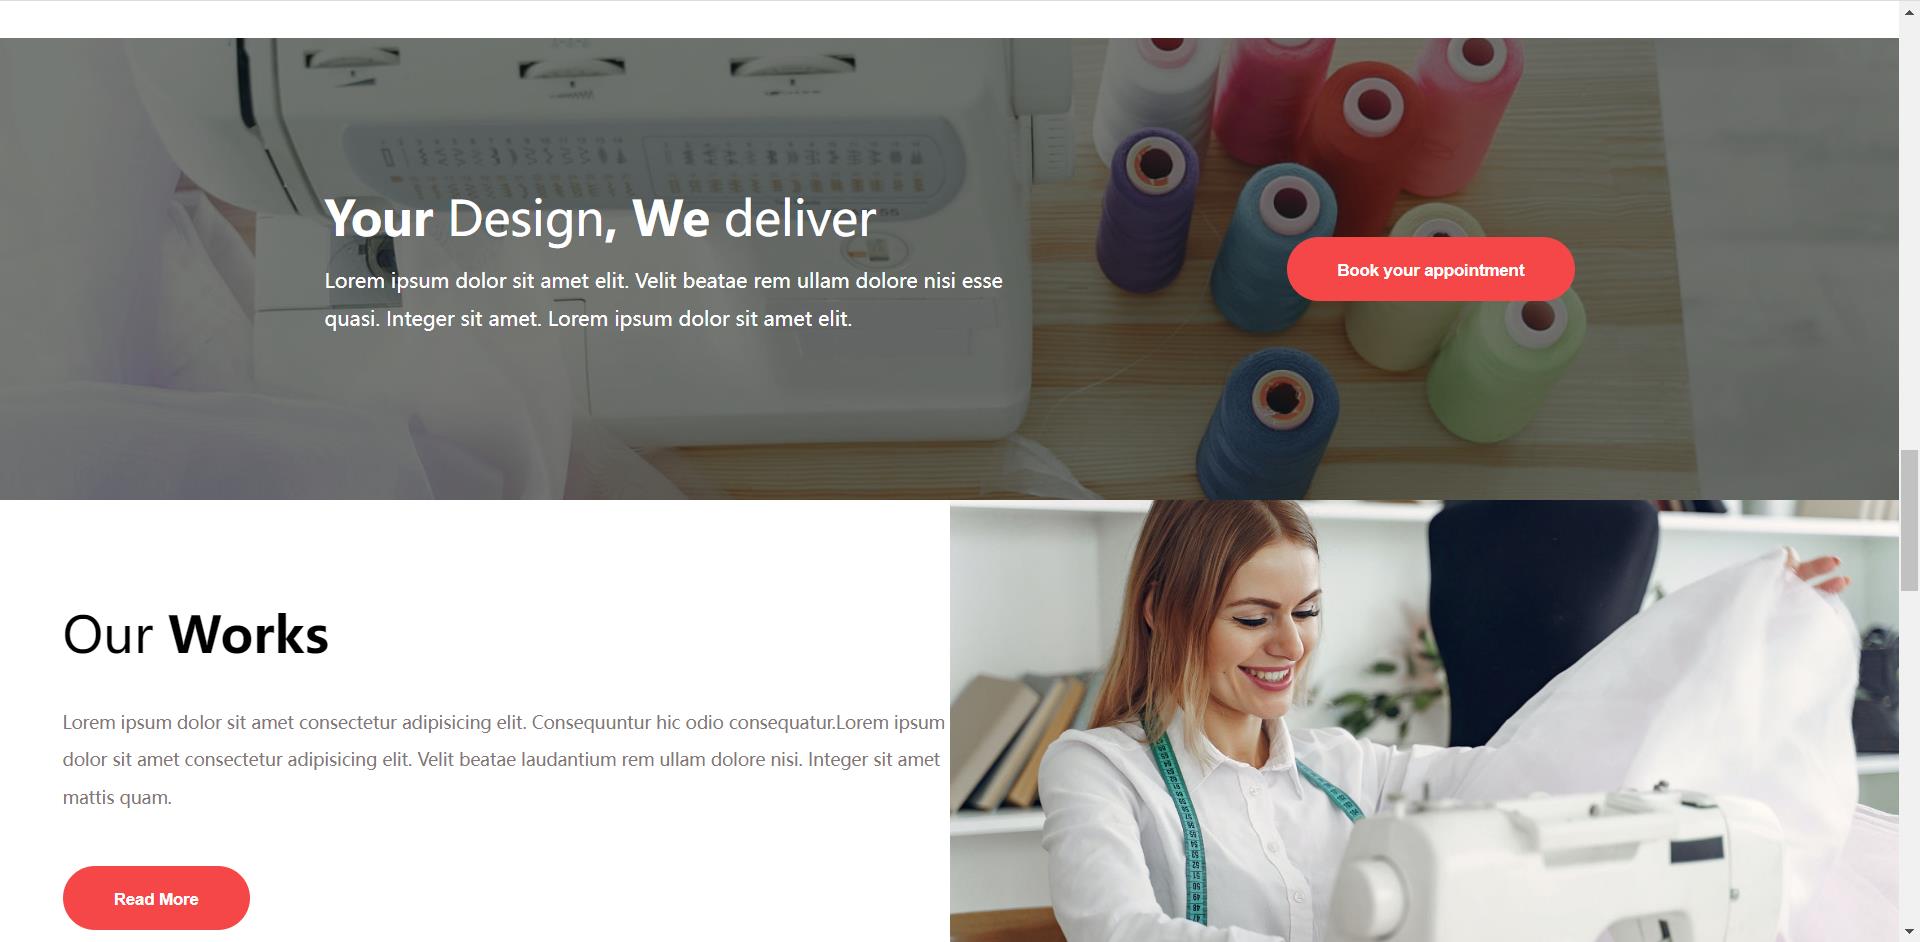 Your Design, We deliver
Lorem ipsum dolor sit amet elit. Velit beatae rem ullam dolore nisi esse
quasi. Integer sit amet. Lorem ipsum dolor sit amet elit.
Book your appointment
Our Works
Lorem ipsum dolor sit amet consectetur adipisicing elit. Consequuntur hic odio consequatur.Lorem ipsum
dolor sit amet consectetur adipisicing elit. Velit beatae laudantium rem ullam dolore nisi. Integer sit amet
mattis quam.
Read More